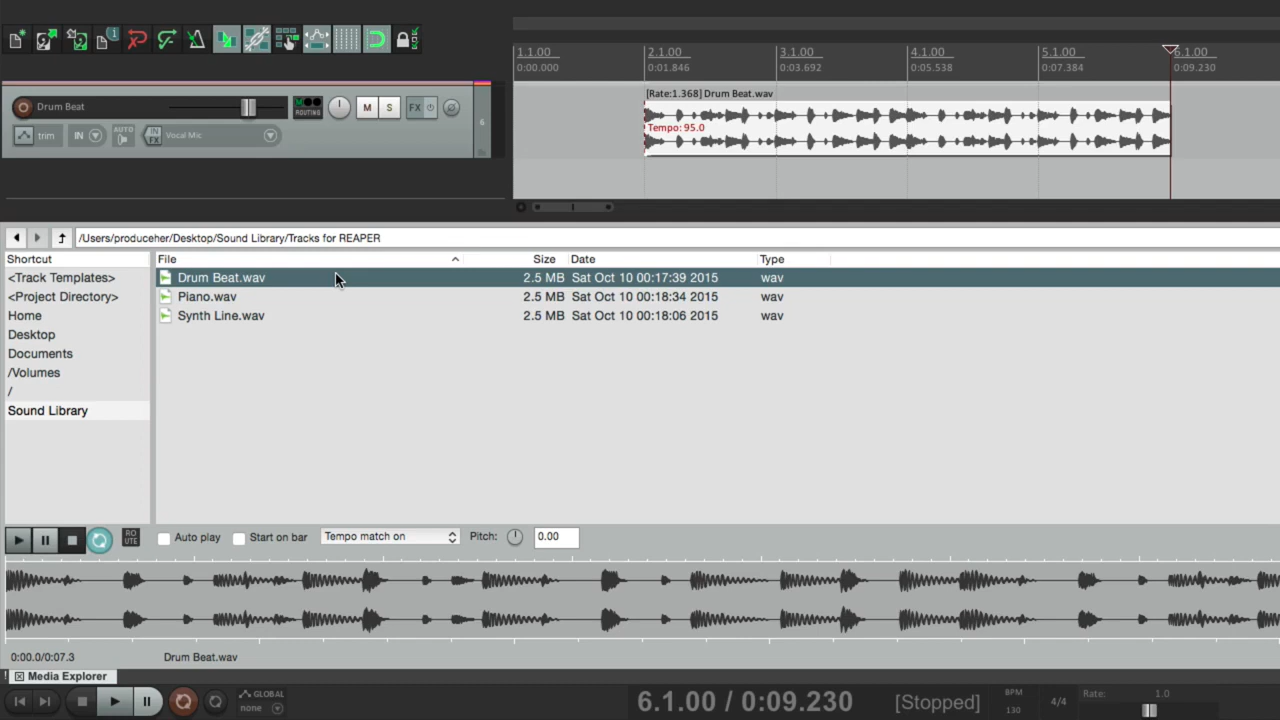 1.1.00 2.1.00 3.1.00 4.1.00 5.1.00 6.1.00
0:00.000 0:01.846 0:03.692 0:05.538 0:07.384 0:09.230
[Rate:1.368] Drum Beat.wav
Drum Beat ROUTING M S FX 6
Tempo: 95.0
trim IN AUTO IN FX Vocal Mic
/Users/produceher/Desktop/Sound Library/Tracks for REAPER
Shortcut File Size Date Type
<Track Templates> Drum Beat.wav 2.5 MB Sat Oct 10 00:17:39 2015 wav
<Project Directory> Piano.wav 2.5 MB Sat Oct 10 00:18:34 2015 wav
Home Synth Line.wav 2.5 MB Sat Oct 10 00:18:06 2015 wav
Desktop
Documents
/Volumes
/
Sound Library
RO UTE Auto play Start on bar Tempo match on Pitch: 0.00
0:00.0/0:07.3 Drum Beat.wav
! Media Explorer
GLOBAL
none
6.1.00 / 0:09.230 [Stopped] BPM 130 4/4 Rate: 1.0